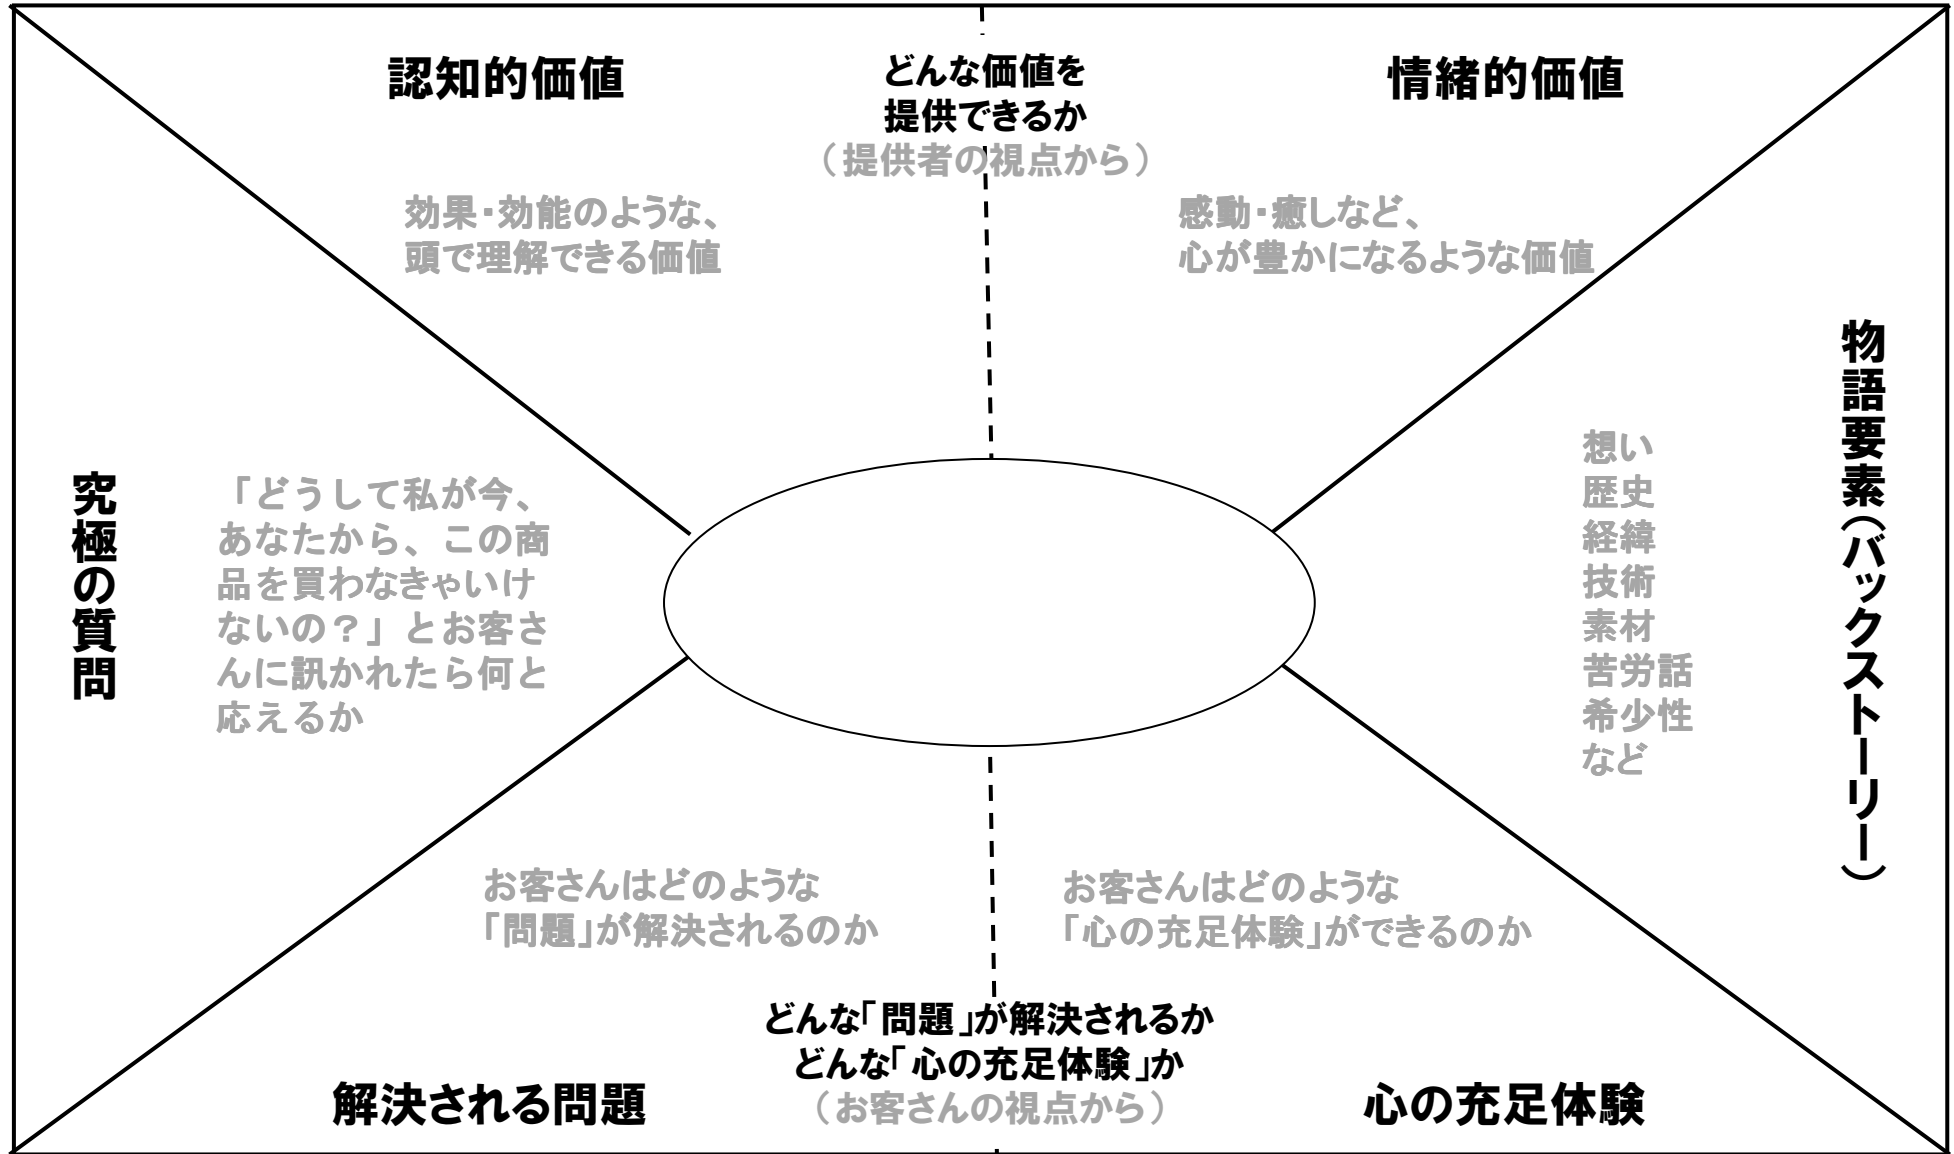 認知的価値
どんな価値を
提供できるか
（提供者の視点から）
情緒的価値
効果・効能のような、
頭で理解できる価値
感動・癒しなど、
心が豊かになるような価値
究極の質問
「どうして私が今、
あなたから、この商
品を買わなきゃいけ
ないの？」とお客さ
んに訊かれたら何と
応えるか
想い
歴史
経緯
技術
素材
苦労話
希少性
など
物語要素（バックストーリー）
お客さんはどのような
「問題」が解決されるのか
お客さんはどのような
「心の充足体験」ができるのか
どんな「問題」が解決されるか
どんな「心の充足体験」か
（お客さんの視点から）
解決される問題
心の充足体験